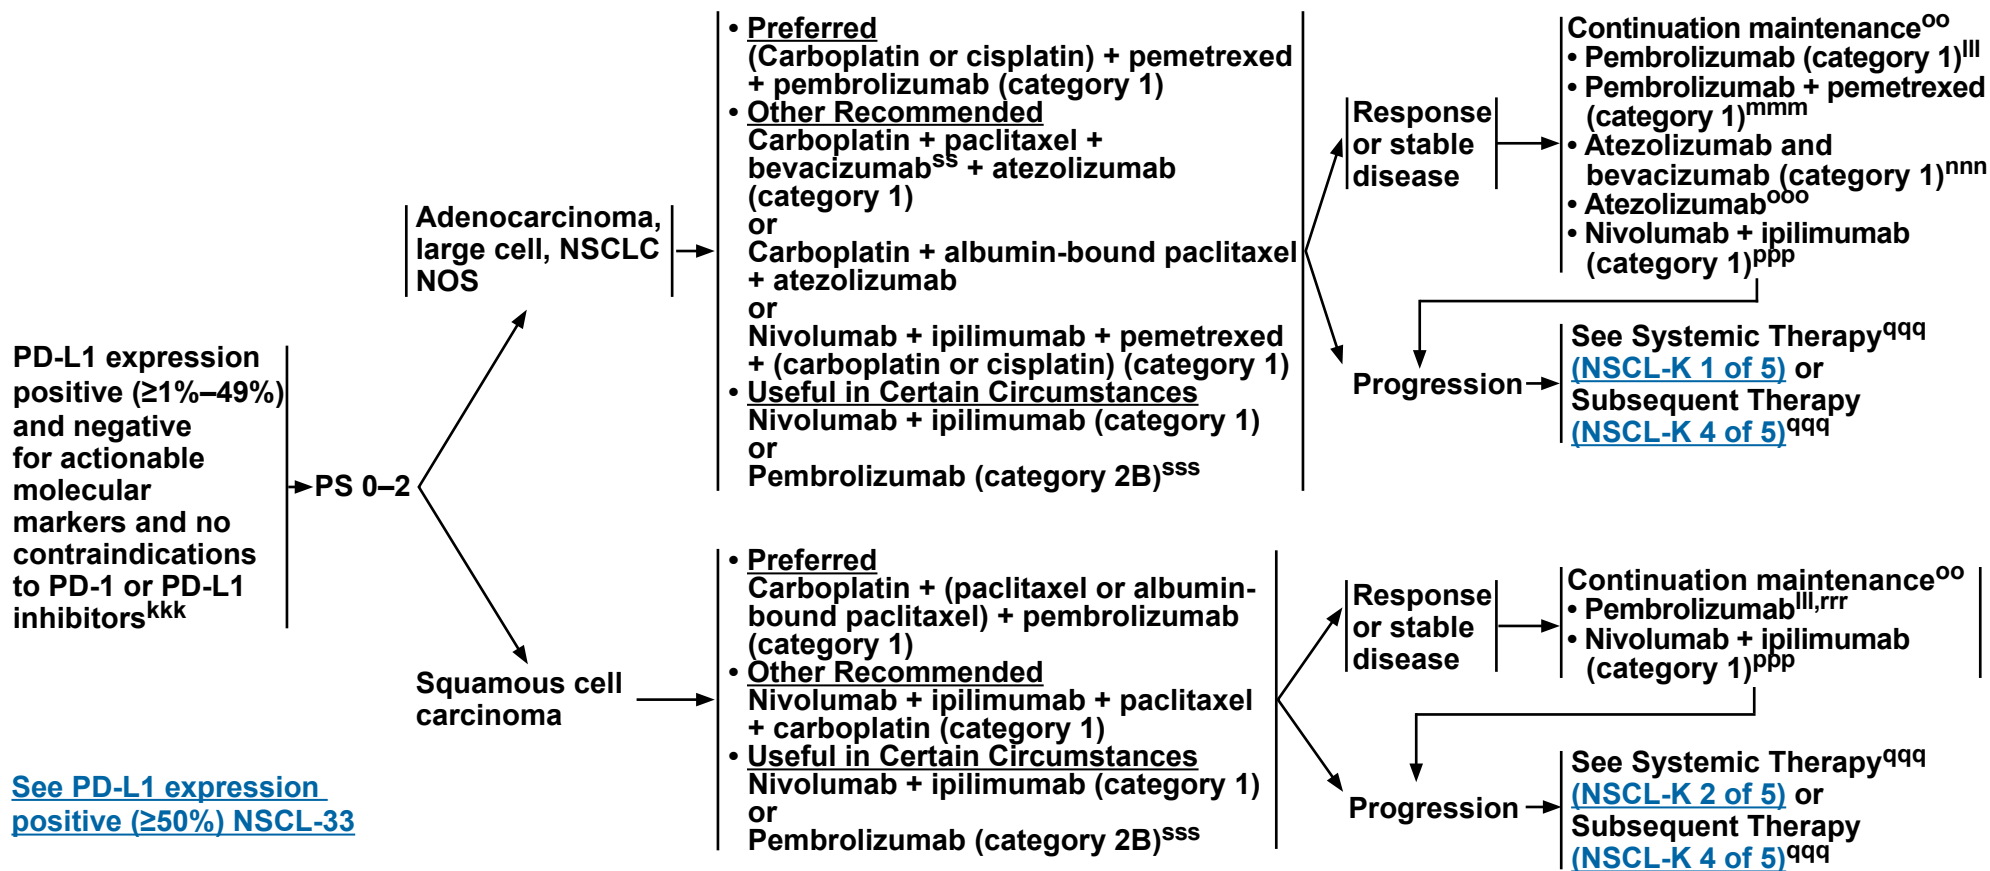 PD-L1 expression
positive (≥1%–49%)
and negative
for actionable
molecular
markers and no
contraindications
to PD-1 or PD-L1
inhibitorskkk
PS 0–2
Adenocarcinoma,
large cell, NSCLC
NOS
• Preferred
(Carboplatin or cisplatin) + pemetrexed
+ pembrolizumab (category 1)
• Other Recommended
Carboplatin + paclitaxel +
bevacizumabss + atezolizumab
(category 1)
or
Carboplatin + albumin-bound paclitaxel
+ atezolizumab
or
Nivolumab + ipilimumab + pemetrexed
+ (carboplatin or cisplatin) (category 1)
• Useful in Certain Circumstances
Nivolumab + ipilimumab (category 1)
or
Pembrolizumab (category 2B)sss
Response
or stable
disease
Continuation maintenanceoo
• Pembrolizumab (category 1)lll
• Pembrolizumab + pemetrexed
(category 1)mmm
• Atezolizumab and
bevacizumab (category 1)nnn
• Atezolizumabooo
• Nivolumab + ipilimumab
(category 1)ppp
Progression
See Systemic Therapyqqq
(NSCL-K 1 of 5) or
Subsequent Therapy
(NSCL-K 4 of 5)qqq
Squamous cell
carcinoma
• Preferred
Carboplatin + (paclitaxel or albumin-
bound paclitaxel) + pembrolizumab
(category 1)
• Other Recommended
Nivolumab + ipilimumab + paclitaxel
+ carboplatin (category 1)
• Useful in Certain Circumstances
Nivolumab + ipilimumab (category 1)
or
Pembrolizumab (category 2B)sss
Response
or stable
disease
Continuation maintenanceoo
• Pembrolizumablll,rrr
• Nivolumab + ipilimumab
(category 1)ppp
Progression
See Systemic Therapyqqq
(NSCL-K 2 of 5) or
Subsequent Therapy
(NSCL-K 4 of 5)qqq
See PD-L1 expression
positive (≥50%) NSCL-33